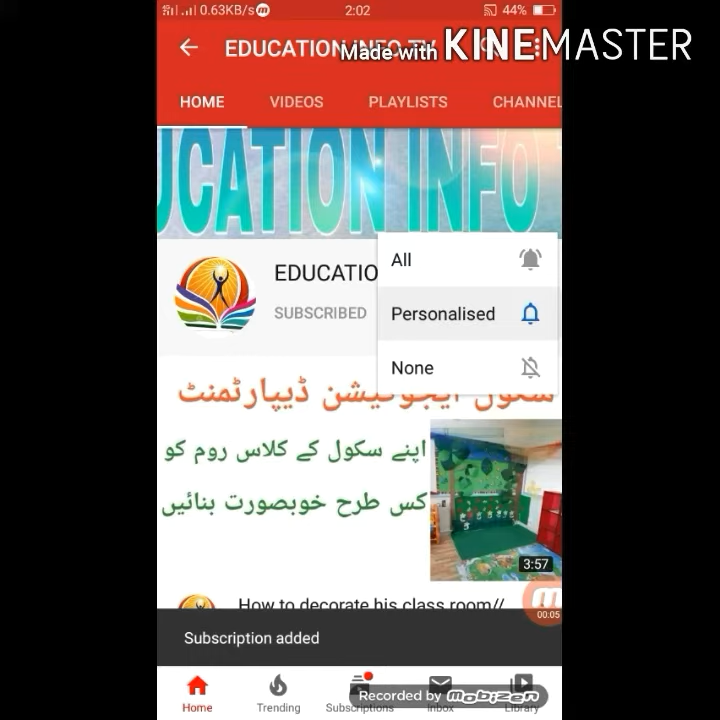 0.63KB/s 2:02 44%
EDUCATION INFO TV
Made with KINEMASTER
HOME VIDEOS PLAYLISTS CHANNEL
UCATION INFO
EDUCATIO
SUBSCRIBED
All
Personalised
None
سکول ایجوکیشن ڈیپارٹمنٹ
اپنے سکول کے کلاس روم کو
کس طرح خوبصورت بنائیں
3:57
How to decorate his class room//
00:05
Subscription added
Recorded by mobizen
Home Trending Subscriptions Inbox Library